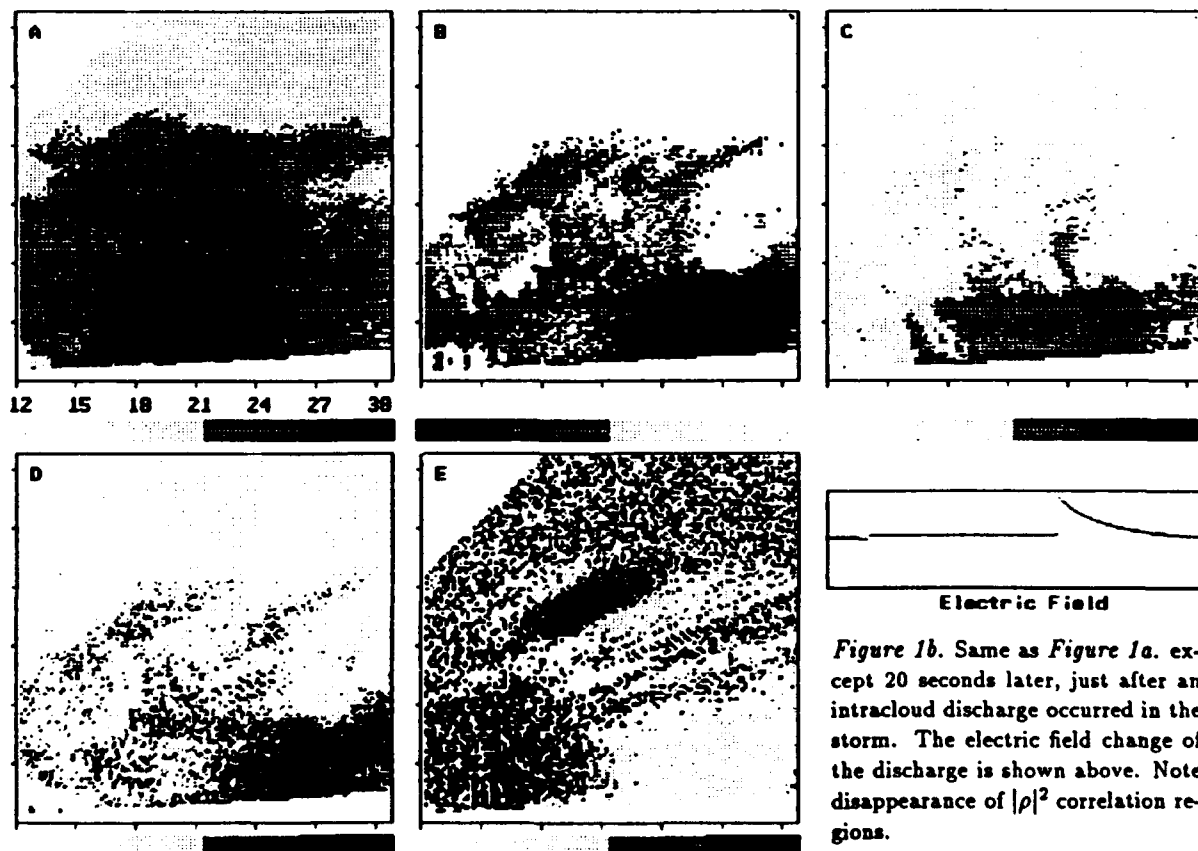 A
B
C
12 15 18 21 24 27 30
D
E
Electric Field
Figure 1b. Same as Figure 1a. ex-
cept 20 seconds later, just after an
intracloud discharge occurred in the
storm. The electric field change of
the discharge is shown above. Note
disappearance of |ρ|² correlation re-
gions.